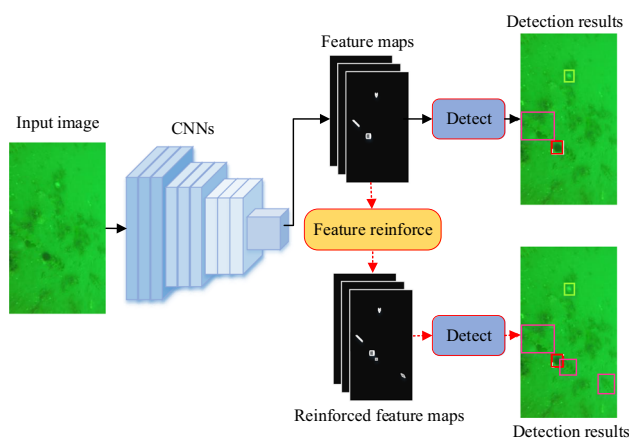 Feature maps
Detection results
Input image
CNNs
Detect
Feature reinforce
Detect
Reinforced feature maps
Detection results